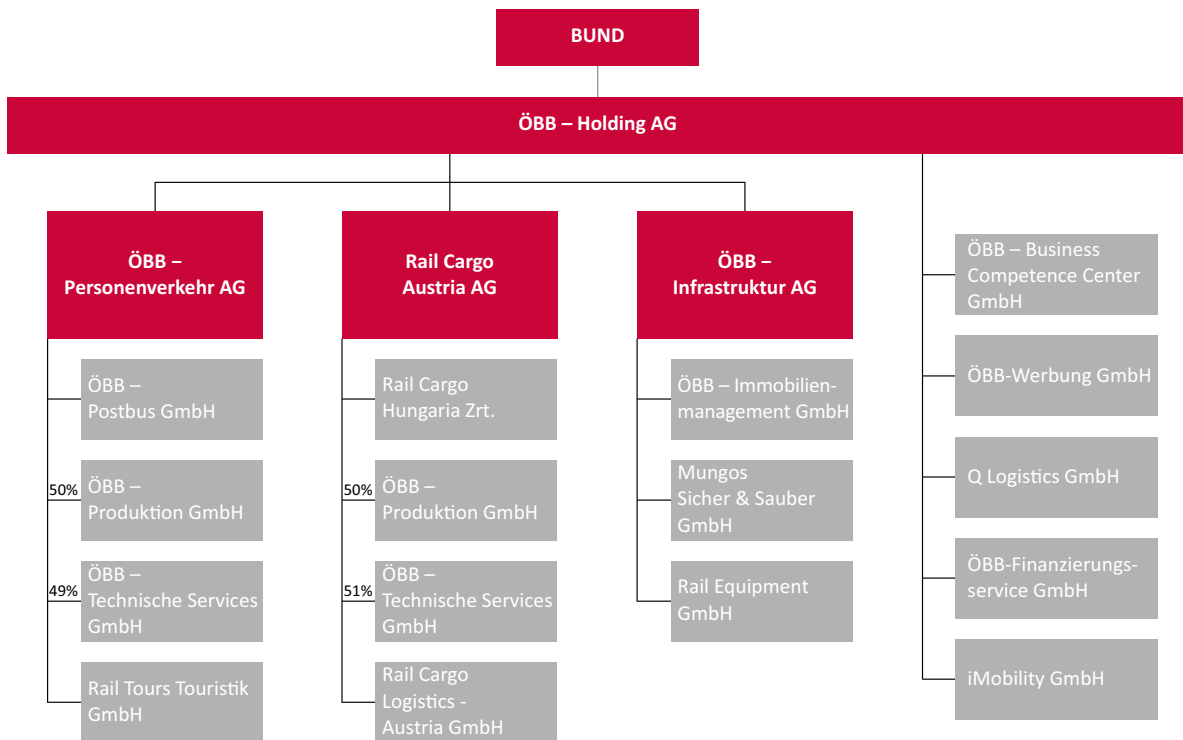 BUND
ÖBB – Holding AG
ÖBB –
Personenverkehr AG
ÖBB –
Postbus GmbH
50%
ÖBB –
Produktion GmbH
49%
ÖBB –
Technische Services
GmbH
Rail Tours Touristik
GmbH
Rail Cargo
Austria AG
Rail Cargo
Hungaria Zrt.
50%
ÖBB –
Produktion GmbH
51%
ÖBB –
Technische Services
GmbH
Rail Cargo
Logistics -
Austria GmbH
ÖBB –
Infrastruktur AG
ÖBB – Immobilien-
management GmbH
Mungos
Sicher & Sauber
GmbH
Rail Equipment
GmbH
ÖBB – Business
Competence Center
GmbH
ÖBB-Werbung GmbH
Q Logistics GmbH
ÖBB-Finanzierungs-
service GmbH
iMobility GmbH